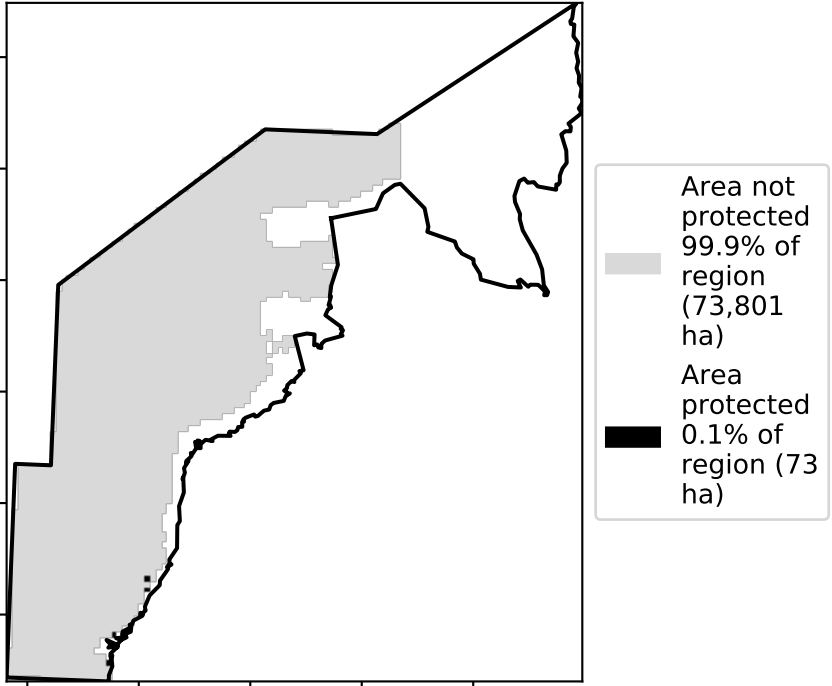 Area not
protected
99.9% of
region
(73,801
ha)
Area
protected
0.1% of
region (73
ha)